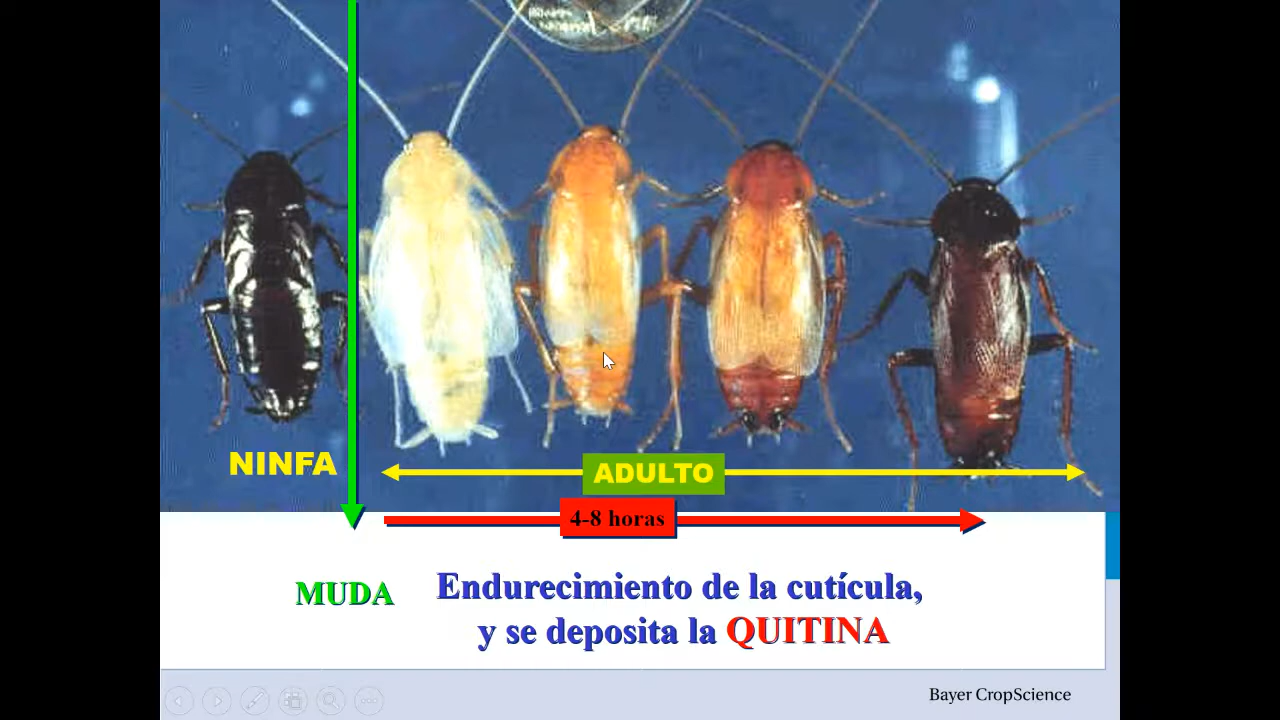 NINFA
ADULTO
4-8 horas
MUDA
Endurecimiento de la cutícula,
y se deposita la QUITINA
Bayer CropScience